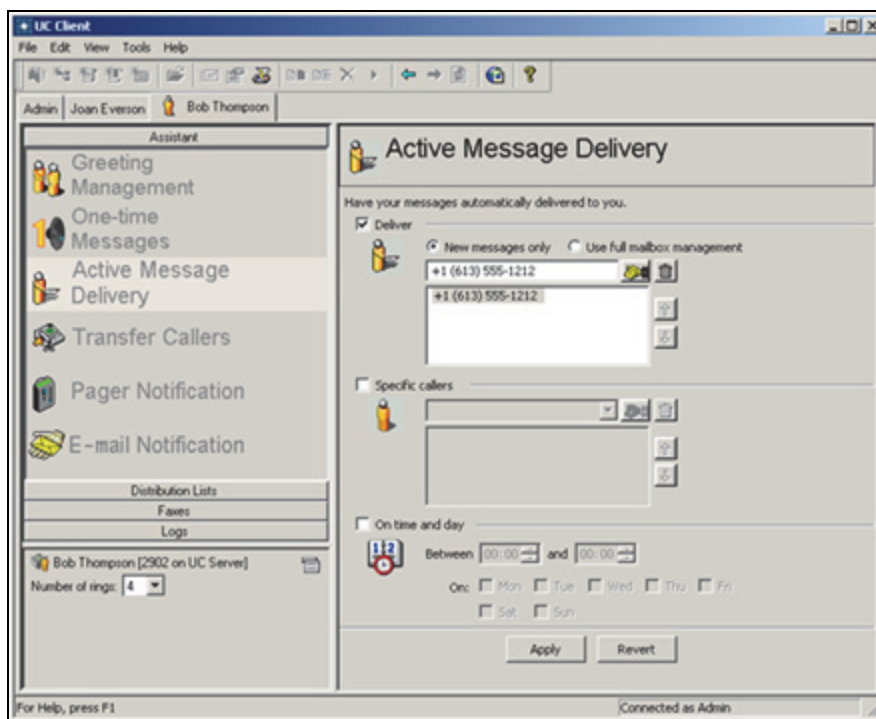 UC Client
File Edit View Tools Help
Admin Joan Everson Bob Thompson
Assistant
Greeting
Management
One-time
Messages
Active Message
Delivery
Transfer Callers
Pager Notification
E-mail Notification
Distribution Lists
Faxes
Logs
Bob Thompson [2902 on UC Server]
Number of rings: 4
Active Message Delivery
Have your messages automatically delivered to you.
Deliver
New messages only Use full mailbox management
+1 (613) 555-1212
+1 (613) 555-1212
Specific callers
On time and day
12
Between 00:00 and 00:00
On: Mon Tue Wed Thu Fri
Sat Sun
Apply Revert
For Help, press F1 Connected as Admin